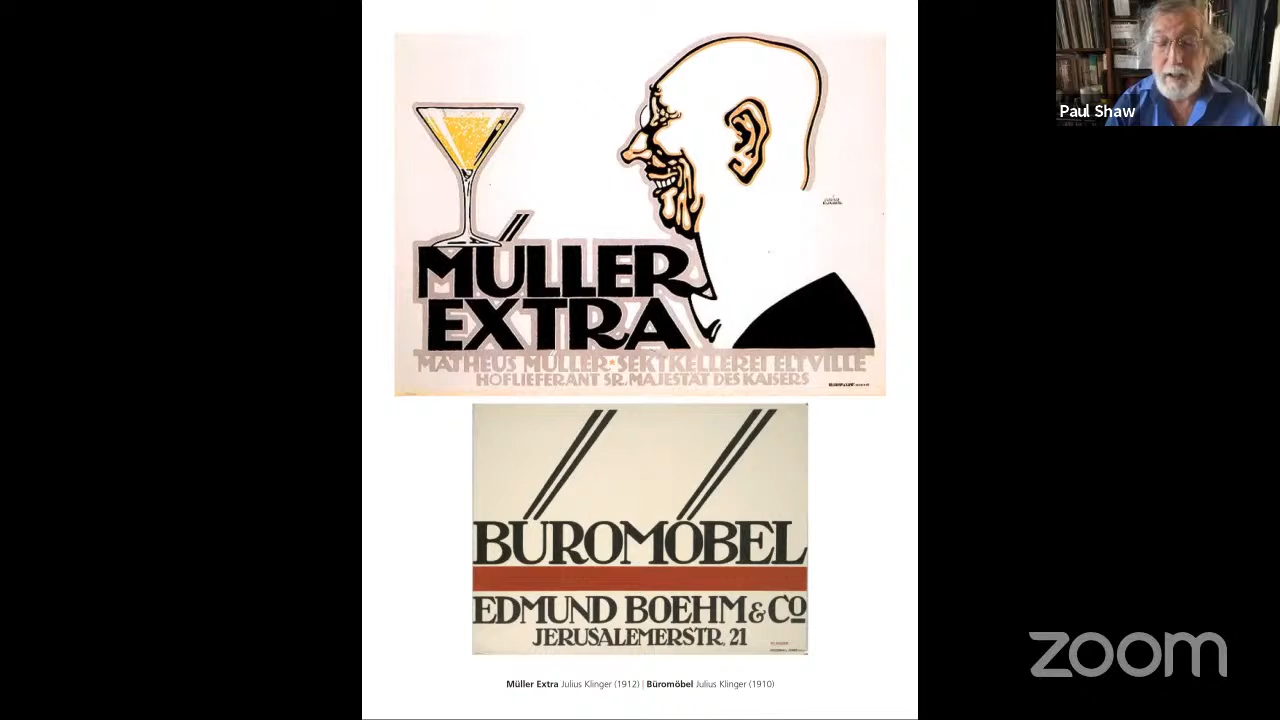 Paul Shaw
MÜLLER
EXTRA
MATHEUS MÜLLER · SEKTKELLEREI ELTVILLE
HOFLIEFERANT SR. MAJESTÄT DES KAISERS
BÜROMÖBEL
EDMUND BOEHM & Co
JERUSALEMERSTR. 21
zoom
Müller Extra Julius Klinger (1912) | Büromöbel Julius Klinger (1910)